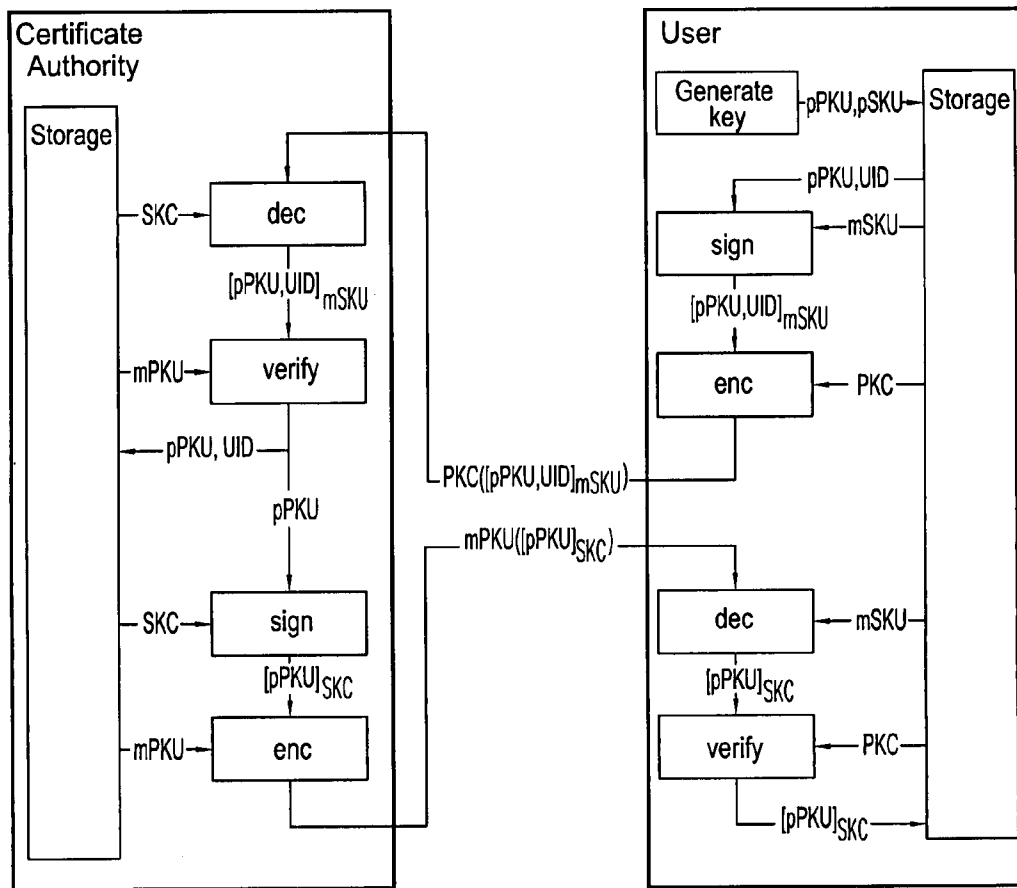 Certificate
Authority
Storage
SKC
dec
[pPKU,UID]mSKU
mPKU
verify
pPKU, UID
pPKU
SKC
sign
[pPKU]SKC
mPKU
enc
PKC([pPKU,UID]mSKU)
mPKU([pPKU]SKC)
User
Generate
key
pPKU,pSKU
Storage
pPKU,UID
mSKU
sign
[pPKU,UID]mSKU
enc
PKC
dec
mSKU
[pPKU]SKC
verify
PKC
[pPKU]SKC